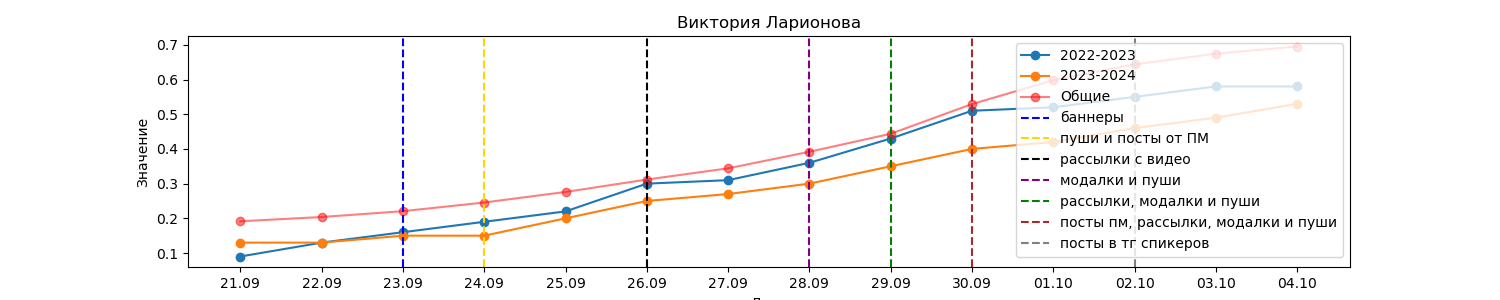 Виктория Ларионова
Значение
0.7
0.6
0.5
0.4
0.3
0.2
0.1
2022-2023
2023-2024
Общие
баннеры
пуши и посты от ПМ
рассылки с видео
модалки и пуши
рассылки, модалки и пуши
посты пм, рассылки, модалки и пуши
посты в тг спикеров
21.09 22.09 23.09 24.09 25.09 26.09 27.09 28.09 29.09 30.09 01.10 02.10 03.10 04.10